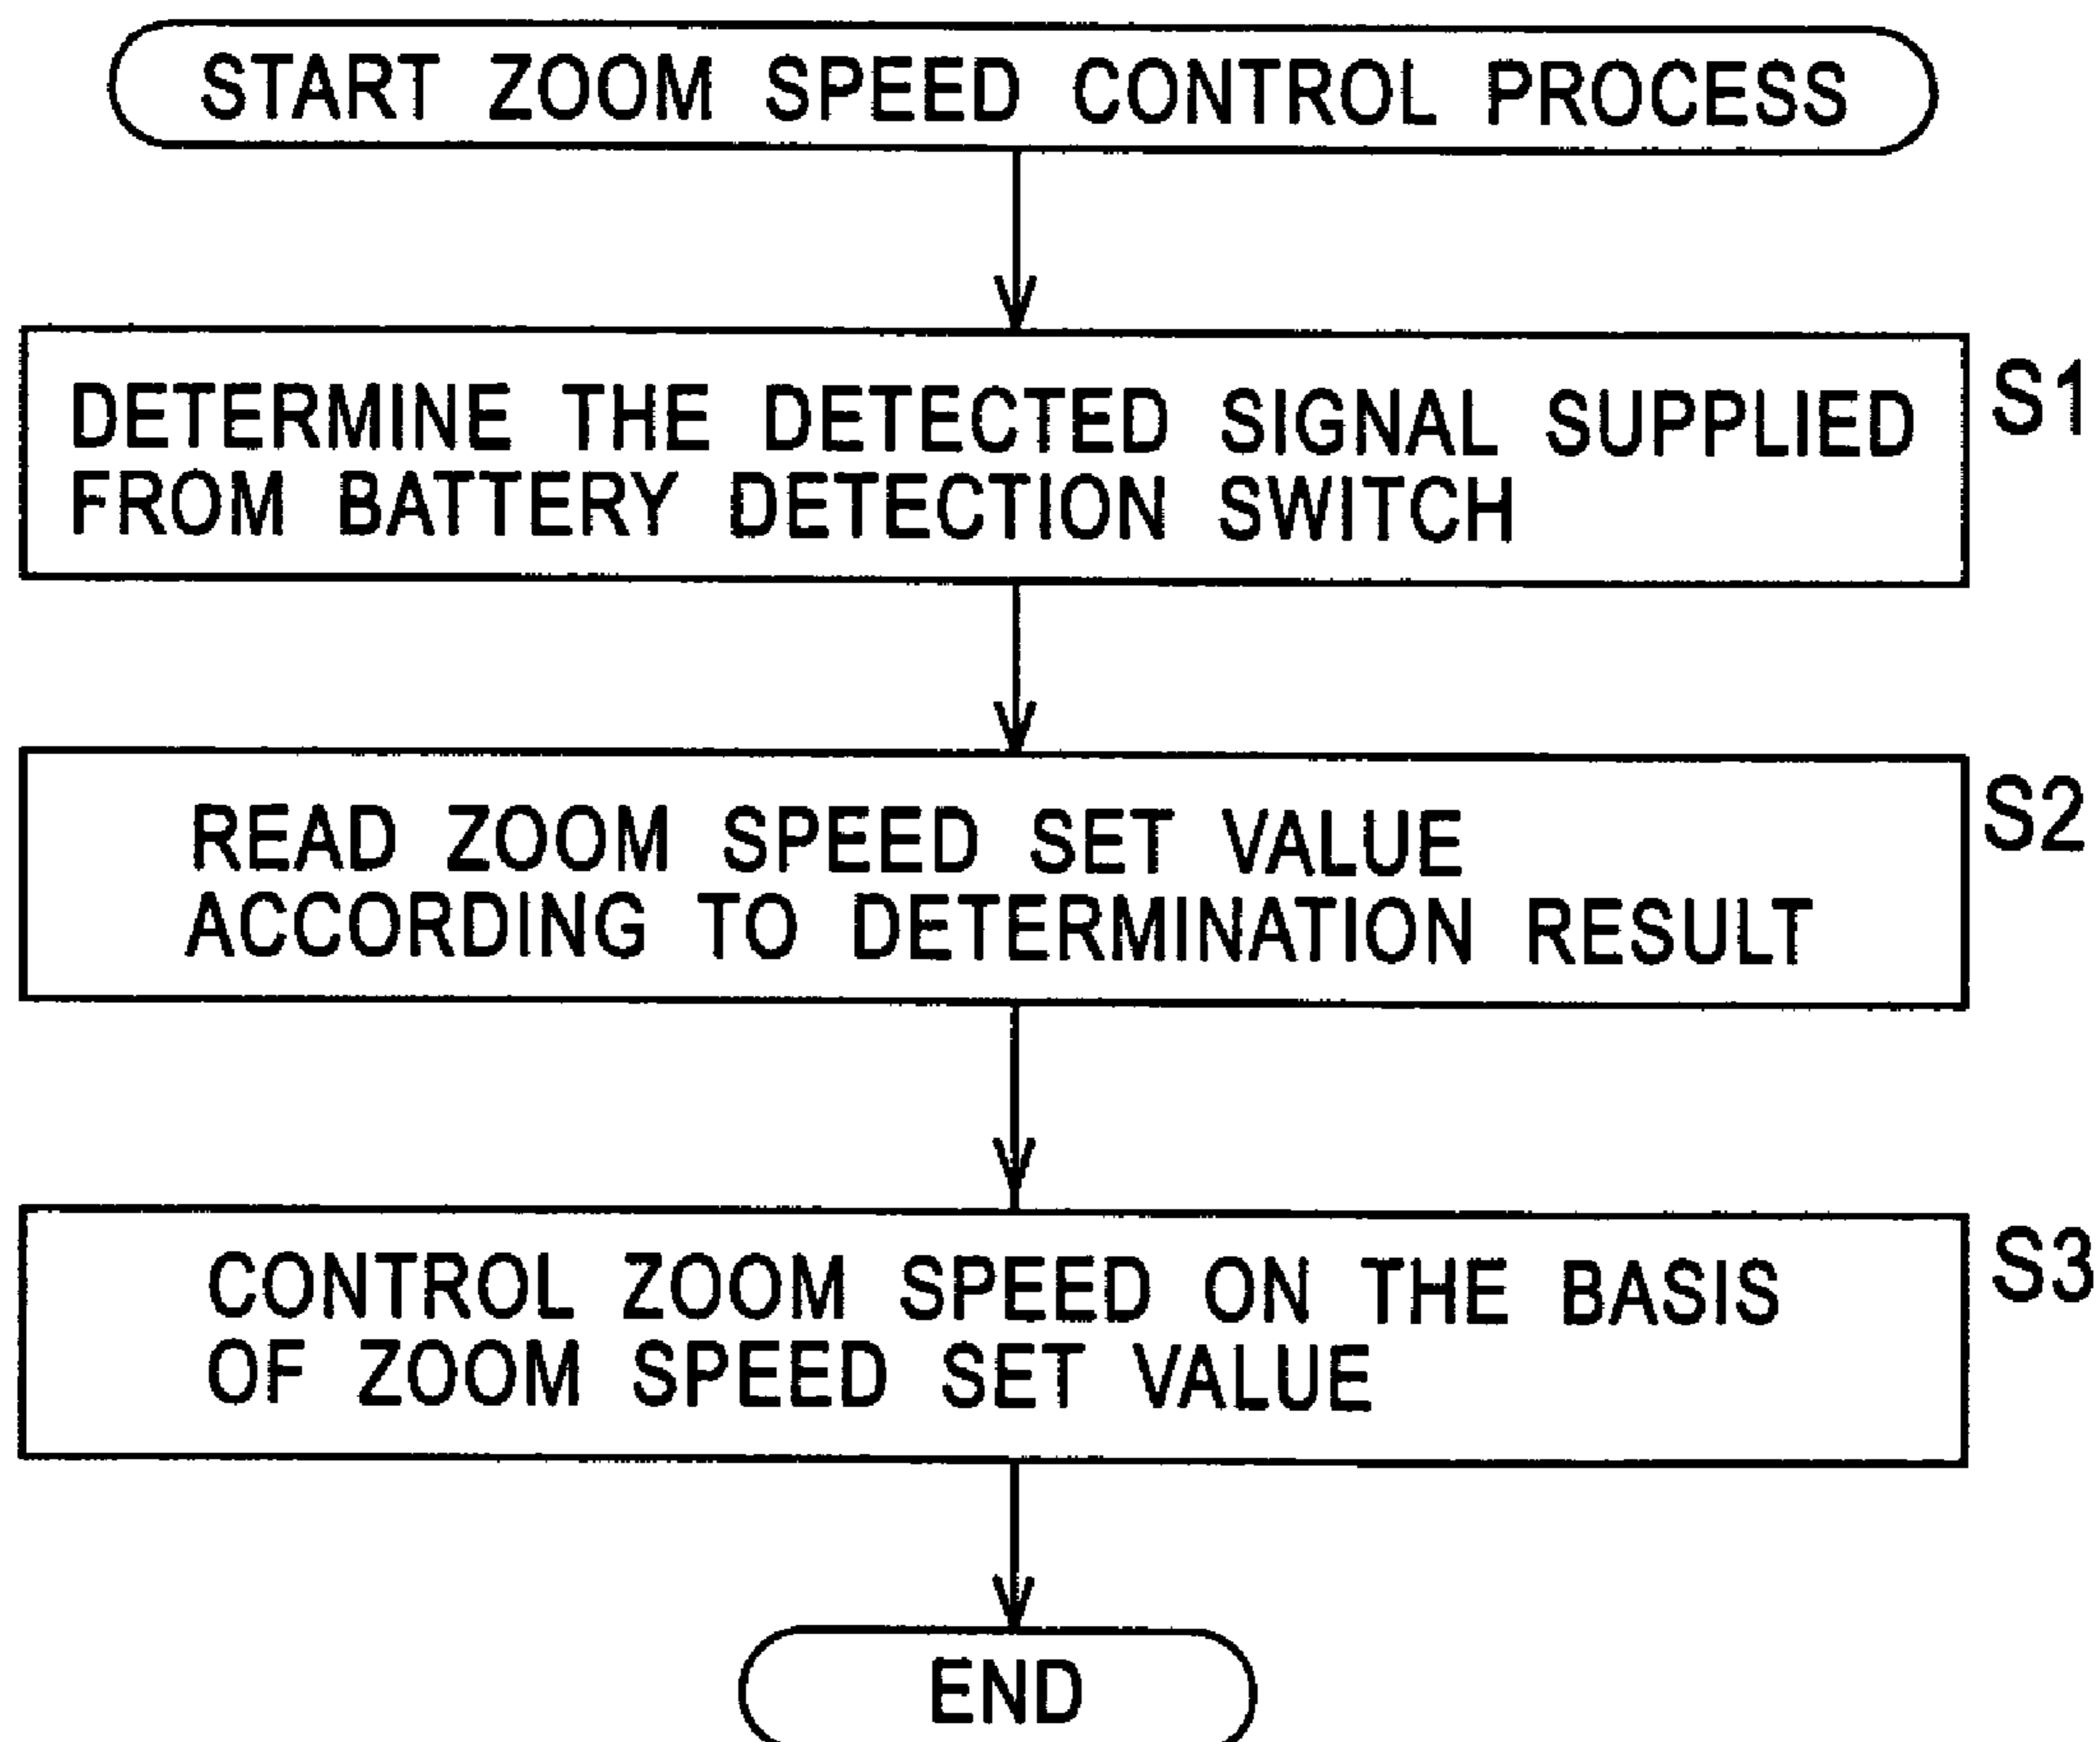 START ZOOM SPEED CONTROL PROCESS
DETERMINE THE DETECTED SIGNAL SUPPLIED
FROM BATTERY DETECTION SWITCH
S1
READ ZOOM SPEED SET VALUE
ACCORDING TO DETERMINATION RESULT
S2
CONTROL ZOOM SPEED ON THE BASIS
OF ZOOM SPEED SET VALUE
S3
END